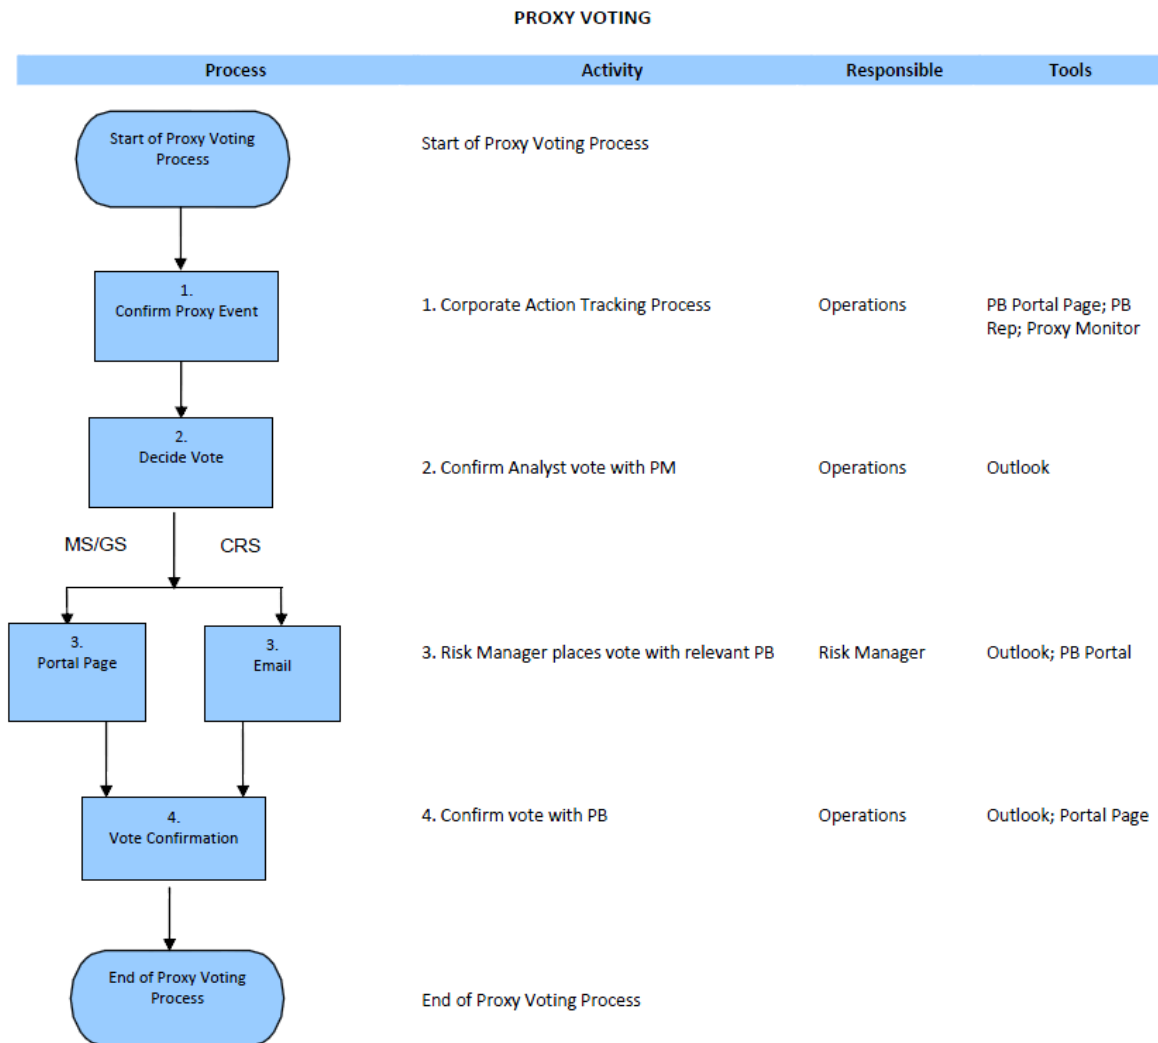 PROXY VOTING
Process Activity Responsible Tools
Start of Proxy Voting
Process
Start of Proxy Voting Process
1.
Confirm Proxy Event
1. Corporate Action Tracking Process
Operations
PB Portal Page; PB
Rep; Proxy Monitor
2.
Decide Vote
2. Confirm Analyst vote with PM
Operations
Outlook
MS/GS
CRS
3.
Portal Page
3.
Email
3. Risk Manager places vote with relevant PB
Risk Manager
Outlook; PB Portal
4.
Vote Confirmation
4. Confirm vote with PB
Operations
Outlook; Portal Page
End of Proxy Voting
Process
End of Proxy Voting Process